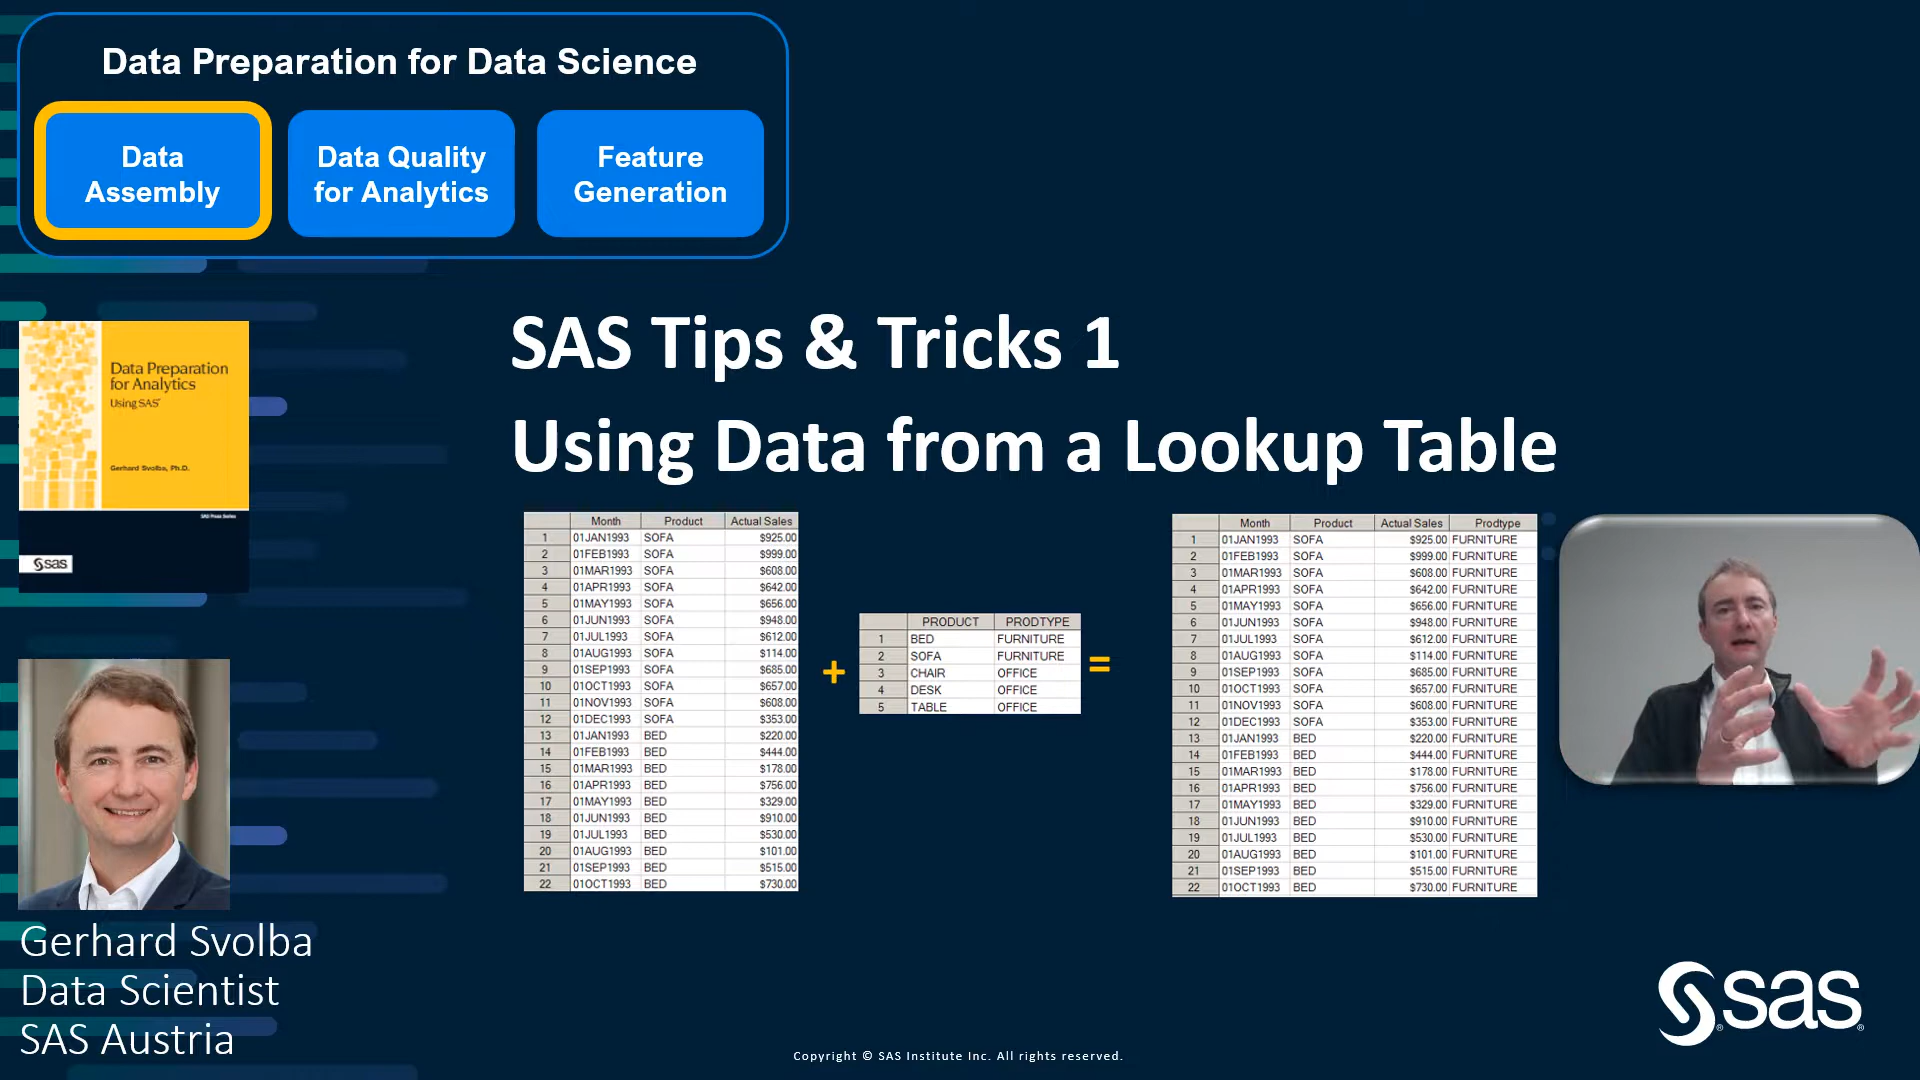 Data Preparation for Data Science
Data
Assembly
Data Quality
for Analytics
Feature
Generation
Data Preparation
for Analytics
Using SAS®
Gerhard Svolba, Ph.D.
SAS Press Series
sas
SAS Tips & Tricks 1
Using Data from a Lookup Table
Month Product Actual Sales
1 01JAN1993 SOFA $925.00
2 01FEB1993 SOFA $999.00
3 01MAR1993 SOFA $608.00
4 01APR1993 SOFA $642.00
5 01MAY1993 SOFA $656.00
6 01JUN1993 SOFA $948.00
7 01JUL1993 SOFA $612.00
8 01AUG1993 SOFA $114.00
9 01SEP1993 SOFA $685.00
10 01OCT1993 SOFA $657.00
11 01NOV1993 SOFA $608.00
12 01DEC1993 SOFA $353.00
13 01JAN1993 BED $220.00
14 01FEB1993 BED $444.00
15 01MAR1993 BED $178.00
16 01APR1993 BED $756.00
17 01MAY1993 BED $329.00
18 01JUN1993 BED $910.00
19 01JUL1993 BED $530.00
20 01AUG1993 BED $101.00
21 01SEP1993 BED $515.00
22 01OCT1993 BED $730.00
+
PRODUCT PRODTYPE
1 BED FURNITURE
2 SOFA FURNITURE
3 CHAIR OFFICE
4 DESK OFFICE
5 TABLE OFFICE
=
Month Product Actual Sales Prodtype
1 01JAN1993 SOFA $925.00 FURNITURE
2 01FEB1993 SOFA $999.00 FURNITURE
3 01MAR1993 SOFA $608.00 FURNITURE
4 01APR1993 SOFA $642.00 FURNITURE
5 01MAY1993 SOFA $656.00 FURNITURE
6 01JUN1993 SOFA $948.00 FURNITURE
7 01JUL1993 SOFA $612.00 FURNITURE
8 01AUG1993 SOFA $114.00 FURNITURE
9 01SEP1993 SOFA $685.00 FURNITURE
10 01OCT1993 SOFA $657.00 FURNITURE
11 01NOV1993 SOFA $608.00 FURNITURE
12 01DEC1993 SOFA $353.00 FURNITURE
13 01JAN1993 BED $220.00 FURNITURE
14 01FEB1993 BED $444.00 FURNITURE
15 01MAR1993 BED $178.00 FURNITURE
16 01APR1993 BED $756.00 FURNITURE
17 01MAY1993 BED $329.00 FURNITURE
18 01JUN1993 BED $910.00 FURNITURE
19 01JUL1993 BED $530.00 FURNITURE
20 01AUG1993 BED $101.00 FURNITURE
21 01SEP1993 BED $515.00 FURNITURE
22 01OCT1993 BED $730.00 FURNITURE
Gerhard Svolba
Data Scientist
SAS Austria
Copyright © SAS Institute Inc. All rights reserved.
sas